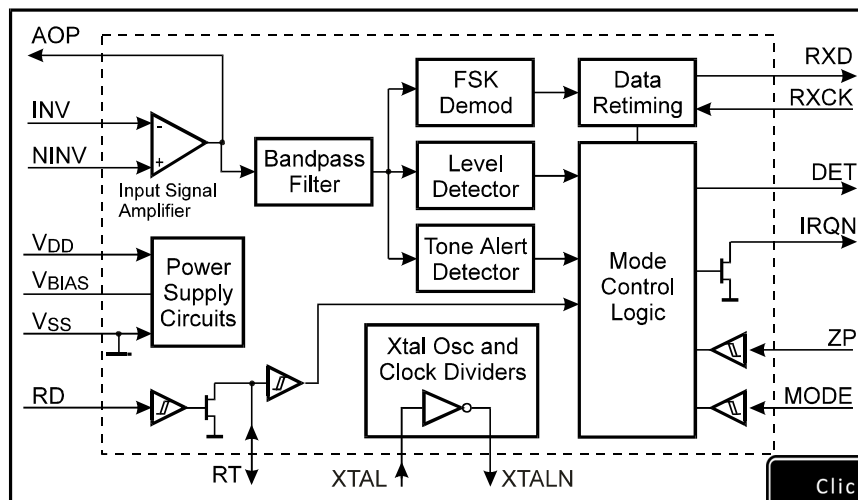 AOP
INV
NINV
-
+
Input Signal
Amplifier
Bandpass
Filter
FSK
Demod
Level
Detector
Tone Alert
Detector
Data
Retiming
RXD
RXCK
DET
IRQN
Mode
Control
Logic
ZP
MODE
VDD
VBIAS
VSS
Power
Supply
Circuits
RD
RT
Xtal Osc and
Clock Dividers
XTAL
XTALN
Clic